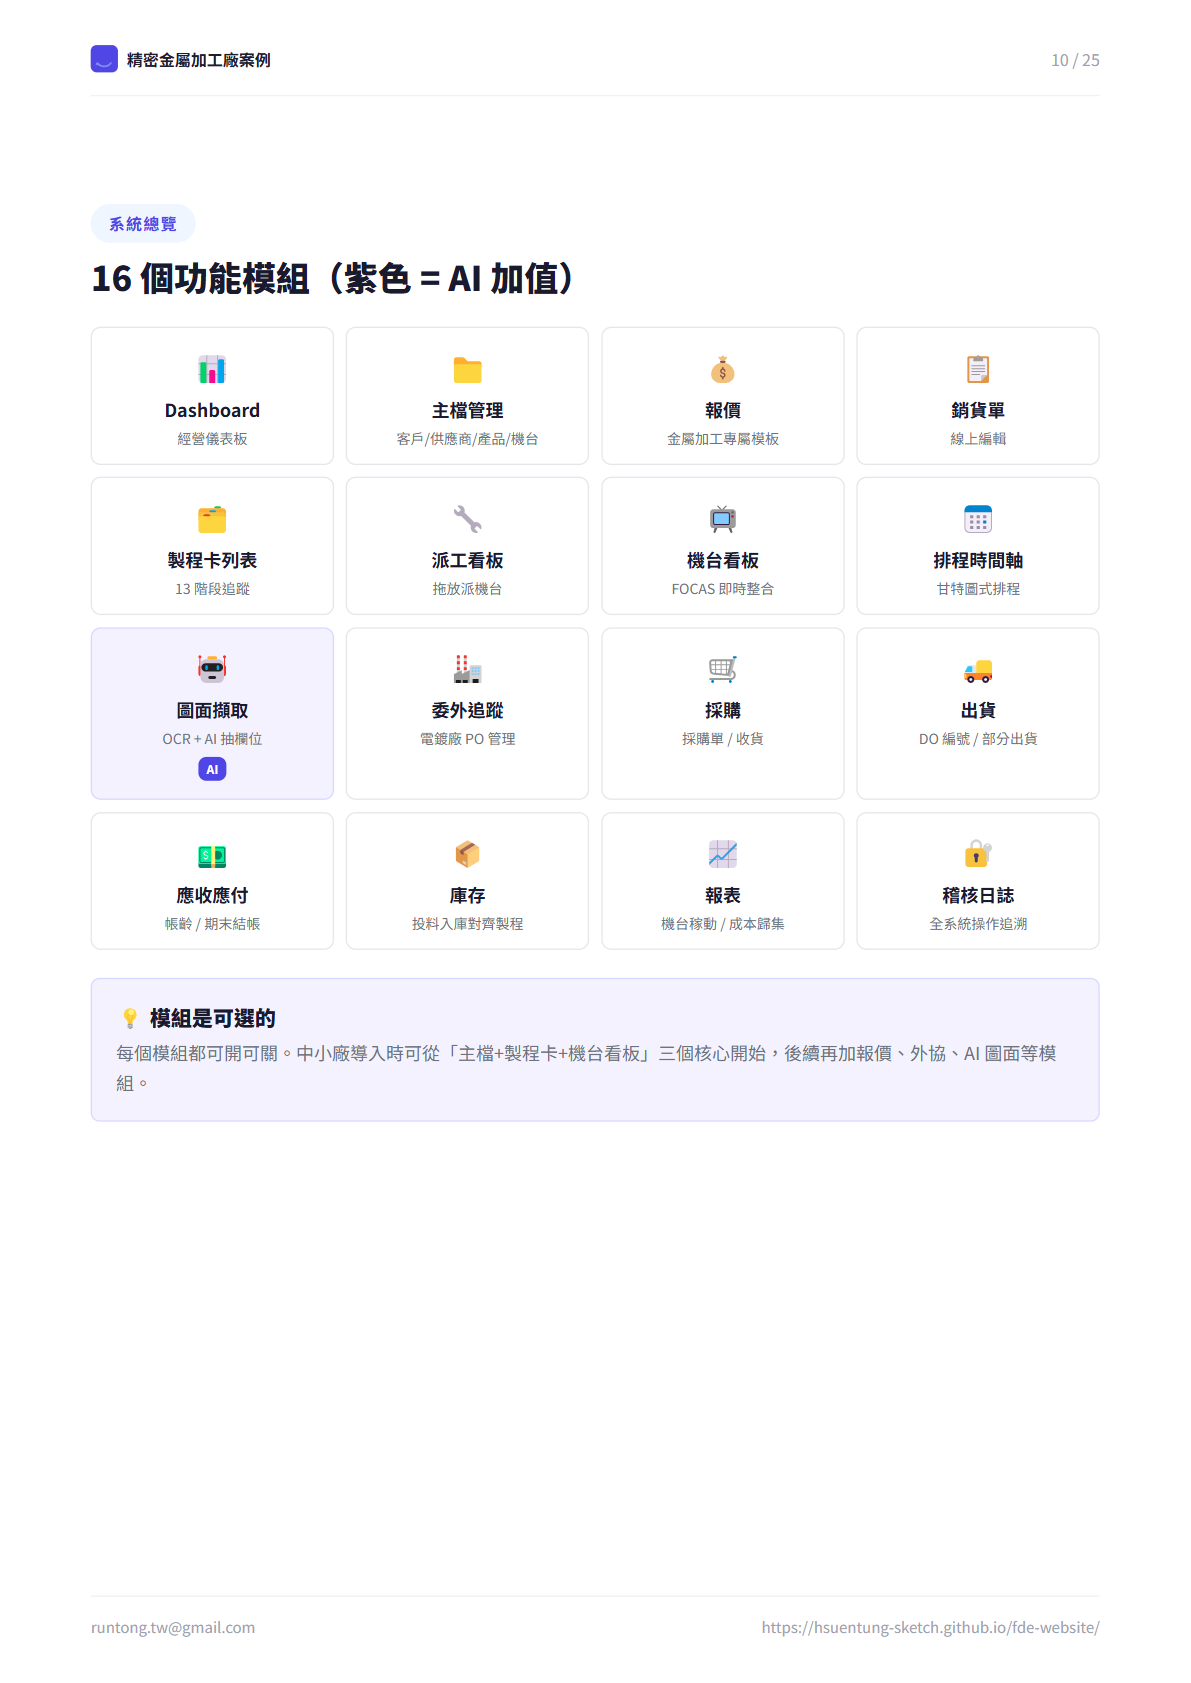 精密金屬加工廠案例
10 / 25
系統總覽
16 個功能模組（紫色 = AI 加值）
Dashboard
經營儀表板
主檔管理
客戶/供應商/產品/機台
報價
金屬加工專屬模板
銷貨單
線上編輯
製程卡列表
13 階段追蹤
派工看板
拖放派機台
機台看板
FOCAS 即時整合
排程時間軸
甘特圖式排程
圖面擷取
OCR + AI 抽欄位
AI
委外追蹤
電鍍廠 PO 管理
採購
採購單 / 收貨
出貨
DO 編號 / 部分出貨
應收應付
帳齡 / 期末結帳
庫存
投料入庫對齊製程
報表
機台稼動 / 成本歸集
稽核日誌
全系統操作追溯
模組是可選的
每個模組都可開可關。中小廠導入時可從「主檔+製程卡+機台看板」三個核心開始，後續再加報價、外協、AI 圖面等模
組。
runtong.tw@gmail.com
https://hsuentung-sketch.github.io/fde-website/